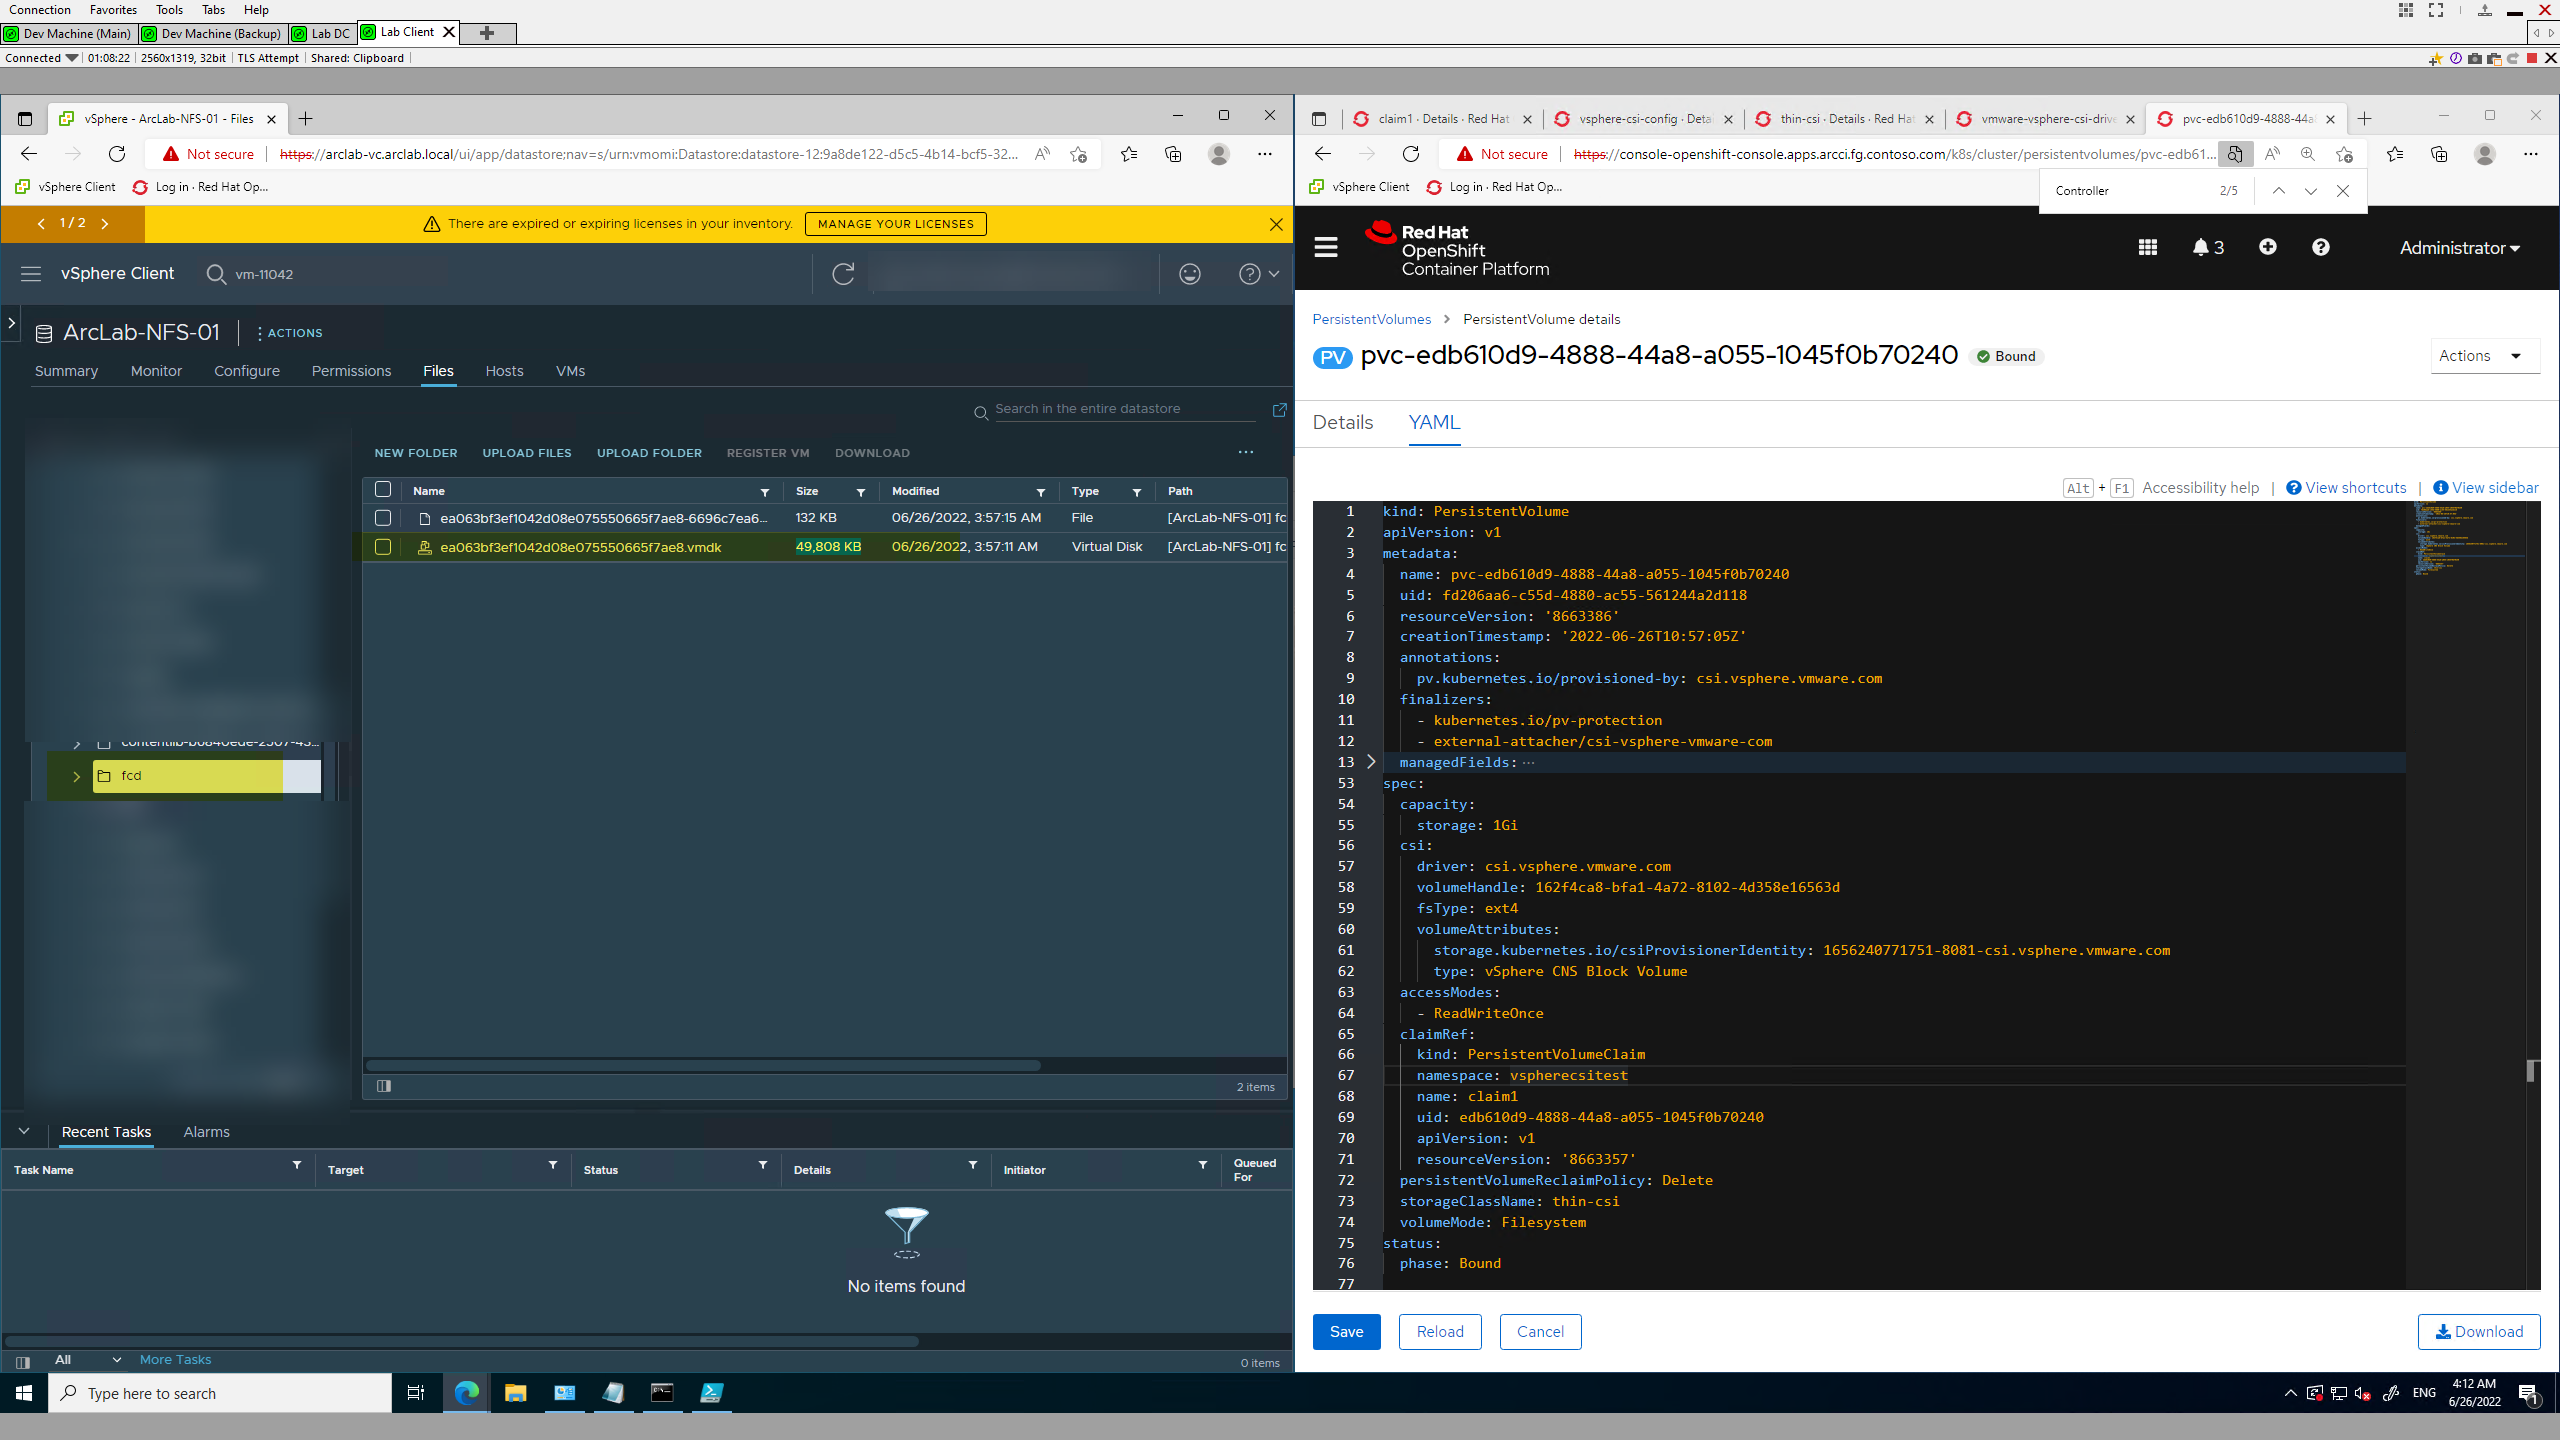 Connection Favorites Tools Tabs Help
Dev Machine (Main) Dev Machine (Backup) Lab DC Lab Client
Connected 01:08:22 2560x1319, 32bit TLS Attempt Shared: Clipboard
vSphere - ArcLab-NFS-01 - Files
Not secure https://arclab-vc.arclab.local/ui/app/datastore;nav=s/urn:vmomi:Datastore:datastore-12:9a8de122-d5c5-4b14-bcf5-32...
vSphere Client Log in · Red Hat Op...
1 / 2 There are expired or expiring licenses in your inventory. MANAGE YOUR LICENSES
vSphere Client vm-11042
ArcLab-NFS-01 ACTIONS
Summary Monitor Configure Permissions Files Hosts VMs
Search in the entire datastore
NEW FOLDER UPLOAD FILES UPLOAD FOLDER REGISTER VM DOWNLOAD ...
Name Size Modified Type Path
ea063bf3ef1042d08e075550665f7ae8-6696c7ea6... 132 KB 06/26/2022, 3:57:15 AM File [ArcLab-NFS-01] fc
ea063bf3ef1042d08e075550665f7ae8.vmdk 49,808 KB 06/26/2022, 3:57:11 AM Virtual Disk [ArcLab-NFS-01] fc
fcd
2 items
Recent Tasks Alarms
Task Name Target Status Details Initiator Queued For
No items found
All More Tasks 0 items
claim1 · Details · Red Hat vsphere-csi-config · Deta thin-csi · Details · Red Hat vmware-vsphere-csi-drive pvc-edb610d9-4888-44a8
Not secure https://console-openshift-console.apps.arcci.fg.contoso.com/k8s/cluster/persistentvolumes/pvc-edb61...
vSphere Client Log in · Red Hat Op...
Controller 2/5
Red Hat
OpenShift
Container Platform
3 Administrator
PersistentVolumes PersistentVolume details
PV pvc-edb610d9-4888-44a8-a055-1045f0b70240 Bound
Actions
Details YAML
Alt + F1 Accessibility help | View shortcuts | View sidebar
1 kind: PersistentVolume
2 apiVersion: v1
3 metadata:
4 name: pvc-edb610d9-4888-44a8-a055-1045f0b70240
5 uid: fd206aa6-c55d-4880-ac55-561244a2d118
6 resourceVersion: '8663386'
7 creationTimestamp: '2022-06-26T10:57:05Z'
8 annotations:
9 pv.kubernetes.io/provisioned-by: csi.vsphere.vmware.com
10 finalizers:
11 - kubernetes.io/pv-protection
12 - external-attacher/csi-vsphere-vmware-com
13 managedFields: ...
53 spec:
54 capacity:
55 storage: 1Gi
56 csi:
57 driver: csi.vsphere.vmware.com
58 volumeHandle: 162f4ca8-bfa1-4a72-8102-4d358e16563d
59 fsType: ext4
60 volumeAttributes:
61 storage.kubernetes.io/csiProvisionerIdentity: 1656240771751-8081-csi.vsphere.vmware.com
62 type: vSphere CNS Block Volume
63 accessModes:
64 - ReadWriteOnce
65 claimRef:
66 kind: PersistentVolumeClaim
67 namespace: vspherecsitest
68 name: claim1
69 uid: edb610d9-4888-44a8-a055-1045f0b70240
70 apiVersion: v1
71 resourceVersion: '8663357'
72 persistentVolumeReclaimPolicy: Delete
73 storageClassName: thin-csi
74 volumeMode: Filesystem
75 status:
76 phase: Bound
77
Save Reload Cancel Download
Type here to search
ENG 4:12 AM
6/26/2022 1